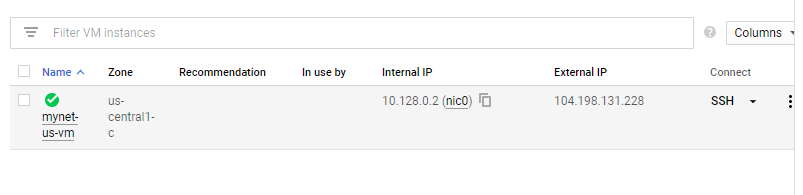 Filter VM instances
Columns
Name Zone Recommendation In use by Internal IP External IP Connect
mynet-us-vm us-central1-c 10.128.0.2 (nic0) 104.198.131.228 SSH